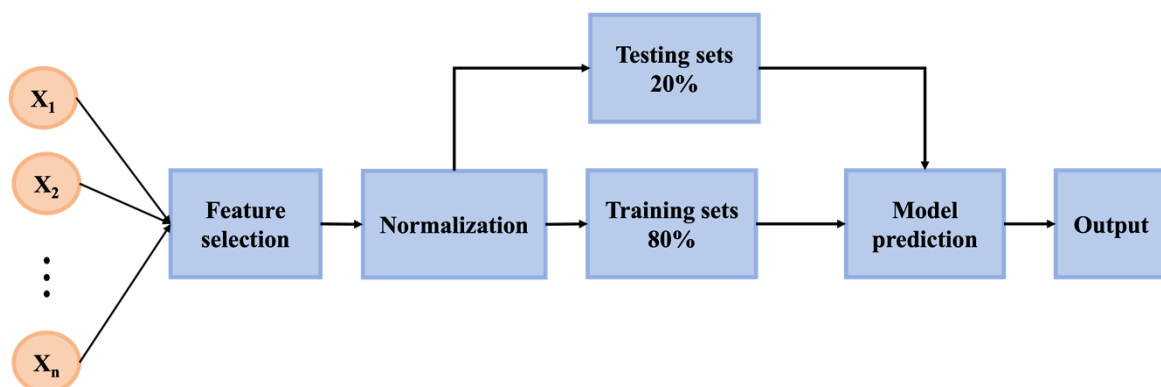 X1
X2
Xn
Feature
selection
Normalization
Testing sets
20%
Training sets
80%
Model
prediction
Output